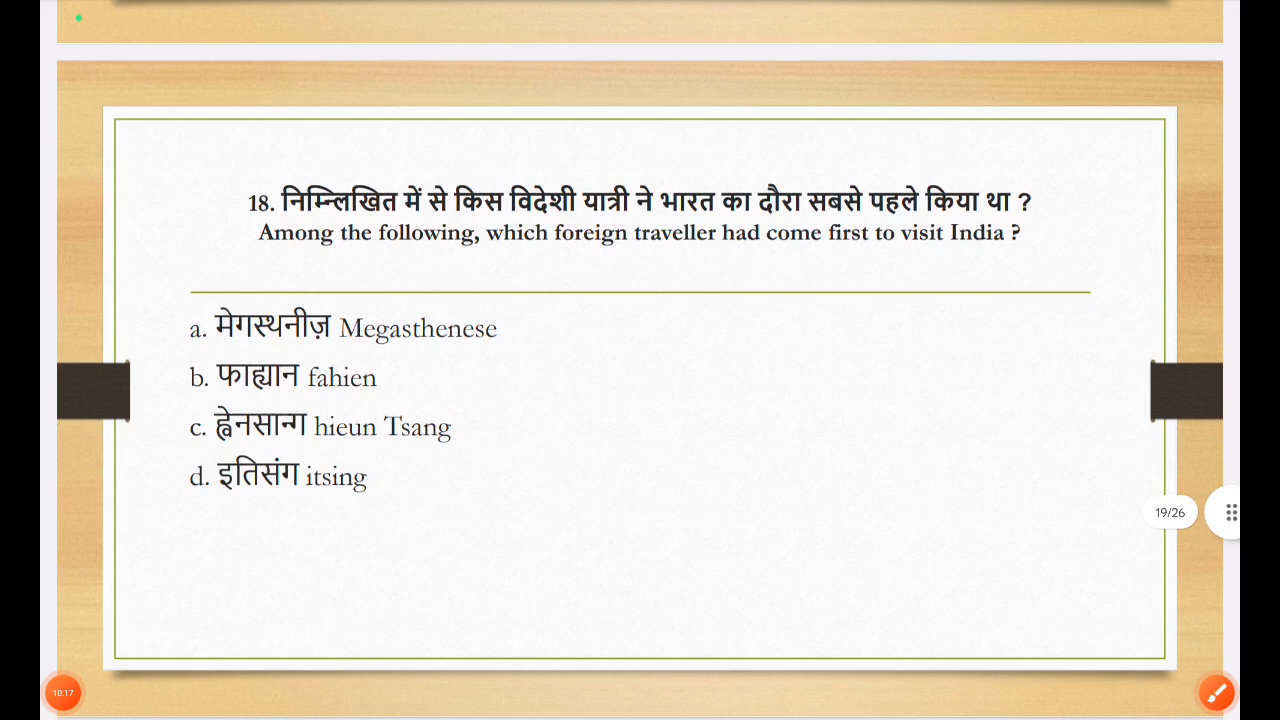 18. निम्न्लिखित में से किस विदेशी यात्री ने भारत का दौरा सबसे पहले किया था ?
Among the following, which foreign traveller had come first to visit India ?
a. मेगस्थनीज़ Megasthenese
b. फाह्यान fahien
c. ह्वेनसान्ग hieun Tsang
d. इतिसंग itsing
19/26
10:17